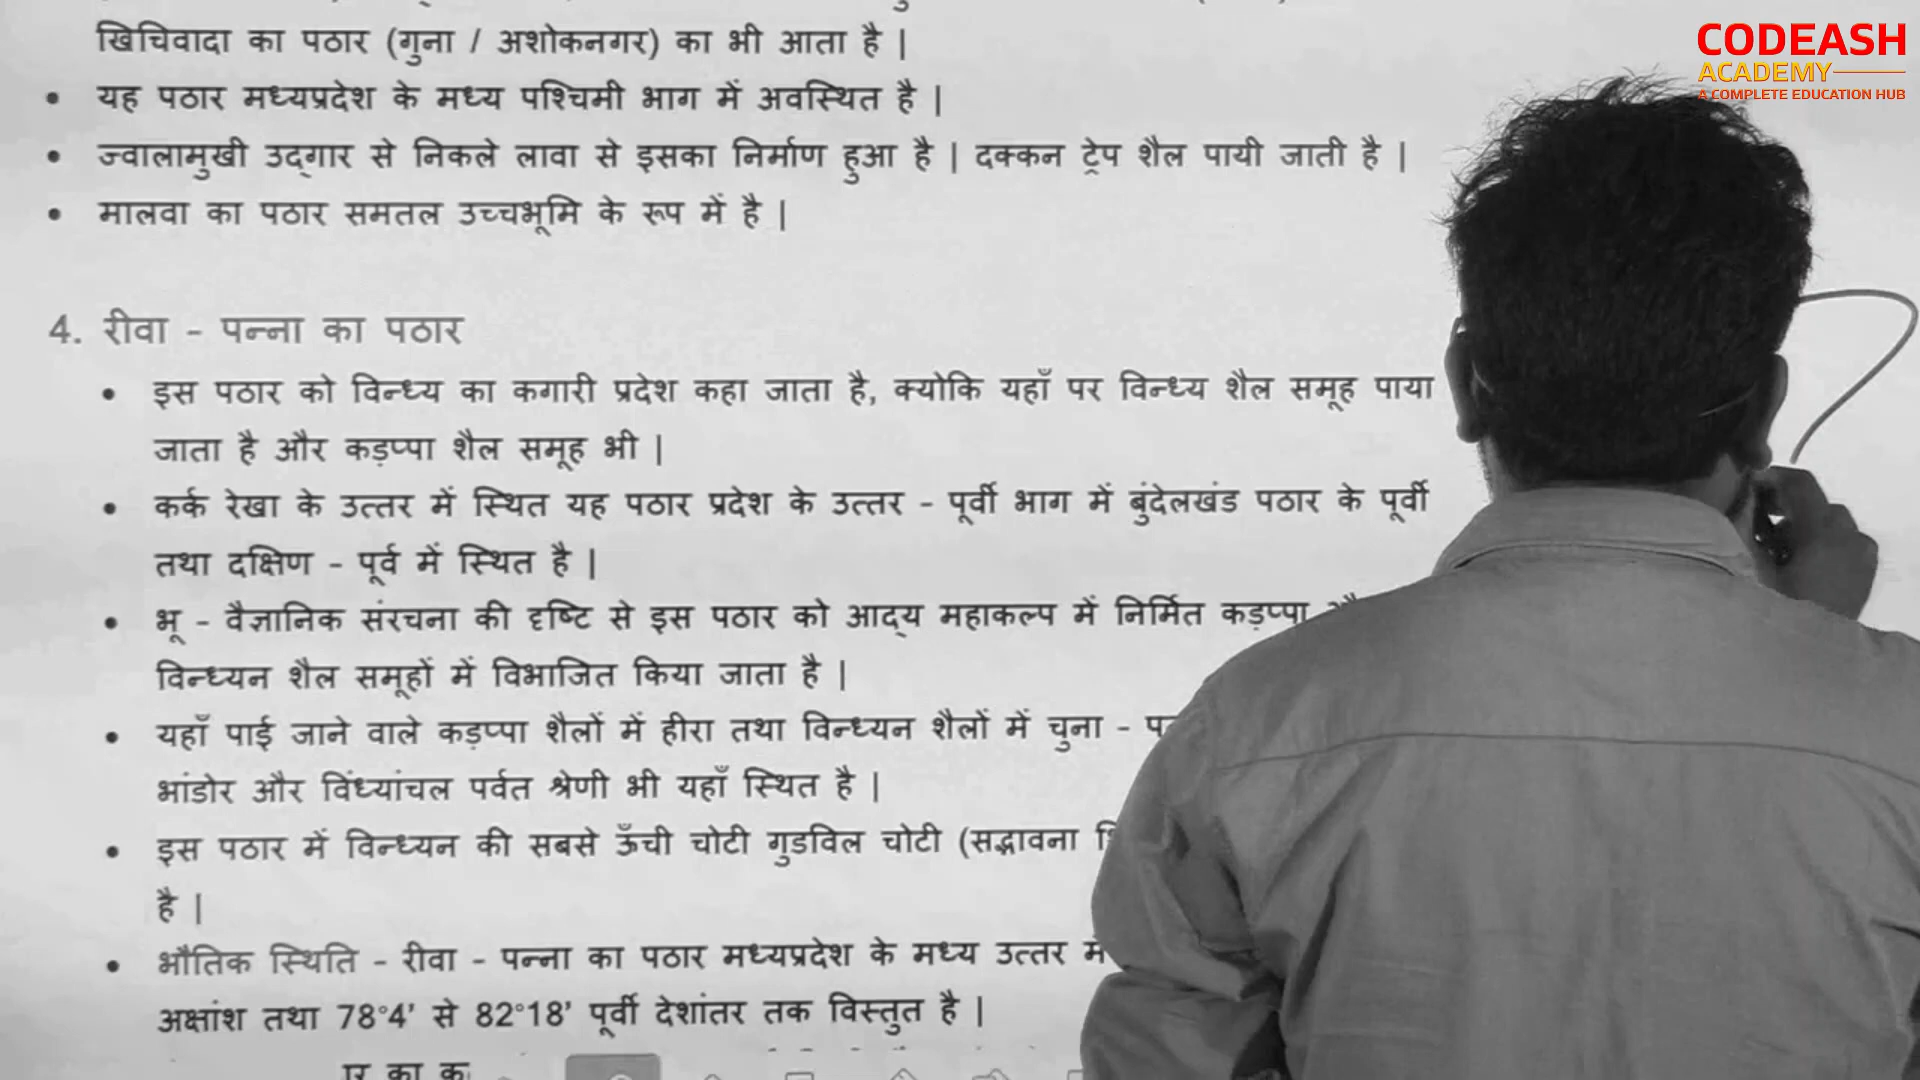 खिचिवादा का पठार (गुना / अशोकनगर) का भी आता है |
CODEASH
ACADEMY
A COMPLETE EDUCATION HUB
• यह पठार मध्यप्रदेश के मध्य पश्चिमी भाग में अवस्थित है |
• ज्वालामुखी उद्गार से निकले लावा से इसका निर्माण हुआ है | दक्कन ट्रेप शैल पायी जाती है |
• मालवा का पठार समतल उच्चभूमि के रूप में है |
4. रीवा - पन्ना का पठार
• इस पठार को विन्ध्य का कगारी प्रदेश कहा जाता है, क्योकि यहाँ पर विन्ध्य शैल समूह पाया
जाता है और कड़प्पा शैल समूह भी |
• कर्क रेखा के उत्तर में स्थित यह पठार प्रदेश के उत्तर - पूर्वी भाग में बुंदेलखंड पठार के पूर्वी
तथा दक्षिण - पूर्व में स्थित है |
• भू - वैज्ञानिक संरचना की दृष्टि से इस पठार को आद्य महाकल्प में निर्मित कड़प्पा
विन्ध्यन शैल समूहों में विभाजित किया जाता है |
• यहाँ पाई जाने वाले कड़प्पा शैलों में हीरा तथा विन्ध्यन शैलों में चुना -
भांडोर और विंध्यांचल पर्वत श्रेणी भी यहाँ स्थित है |
• इस पठार में विन्ध्यन की सबसे ऊँची चोटी गुडविल चोटी (सद्भावना
है |
• भौतिक स्थिति - रीवा - पन्ना का पठार मध्यप्रदेश के मध्य उत्तर
अक्षांश तथा 78°4' से 82°18' पूर्वी देशांतर तक विस्तुत है |